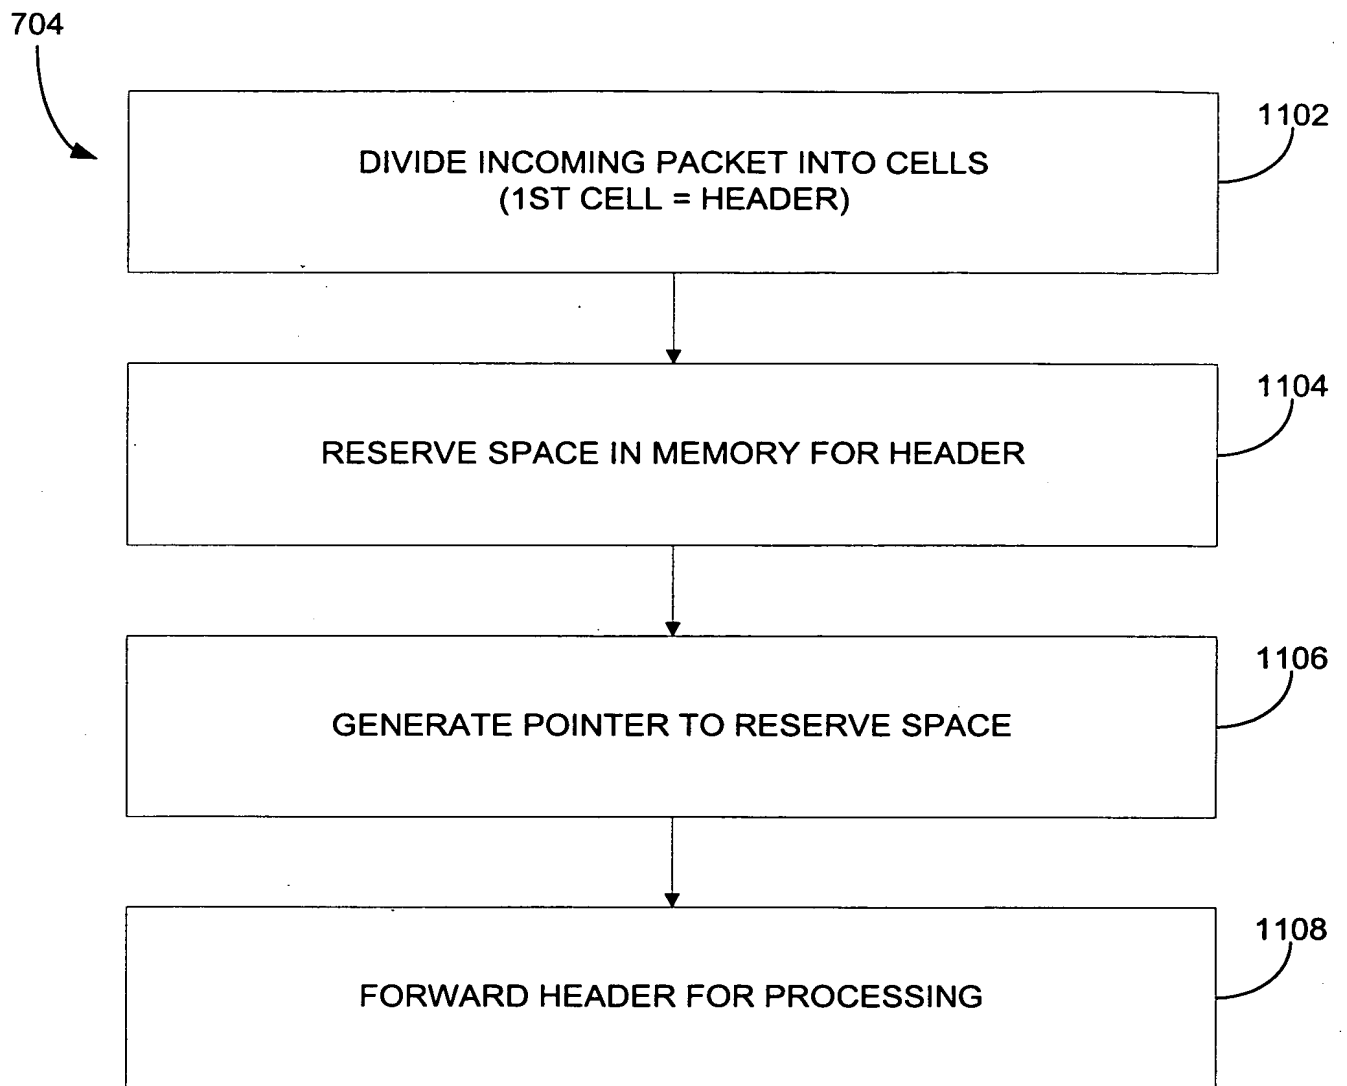 704
1102
DIVIDE INCOMING PACKET INTO CELLS
(1ST CELL = HEADER)
1104
RESERVE SPACE IN MEMORY FOR HEADER
1106
GENERATE POINTER TO RESERVE SPACE
1108
FORWARD HEADER FOR PROCESSING